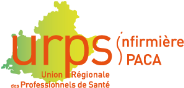 urps infirmière
PACA
Union Régionale
des Professionnels de Santé